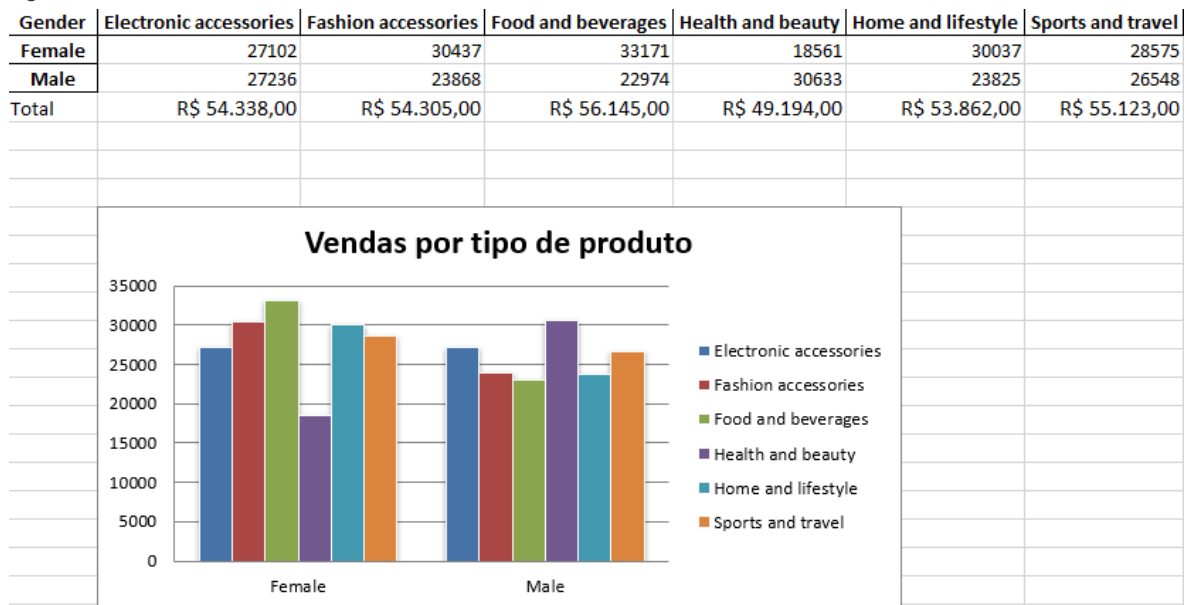 Gender Electronic accessories Fashion accessories Food and beverages Health and beauty Home and lifestyle Sports and travel
Female 27102 30437 33171 18561 30037 28575
Male 27236 23868 22974 30633 23825 26548
Total R$ 54.338,00 R$ 54.305,00 R$ 56.145,00 R$ 49.194,00 R$ 53.862,00 R$ 55.123,00
Vendas por tipo de produto
35000
30000
25000
20000
15000
10000
5000
0
Female Male
Electronic accessories
Fashion accessories
Food and beverages
Health and beauty
Home and lifestyle
Sports and travel